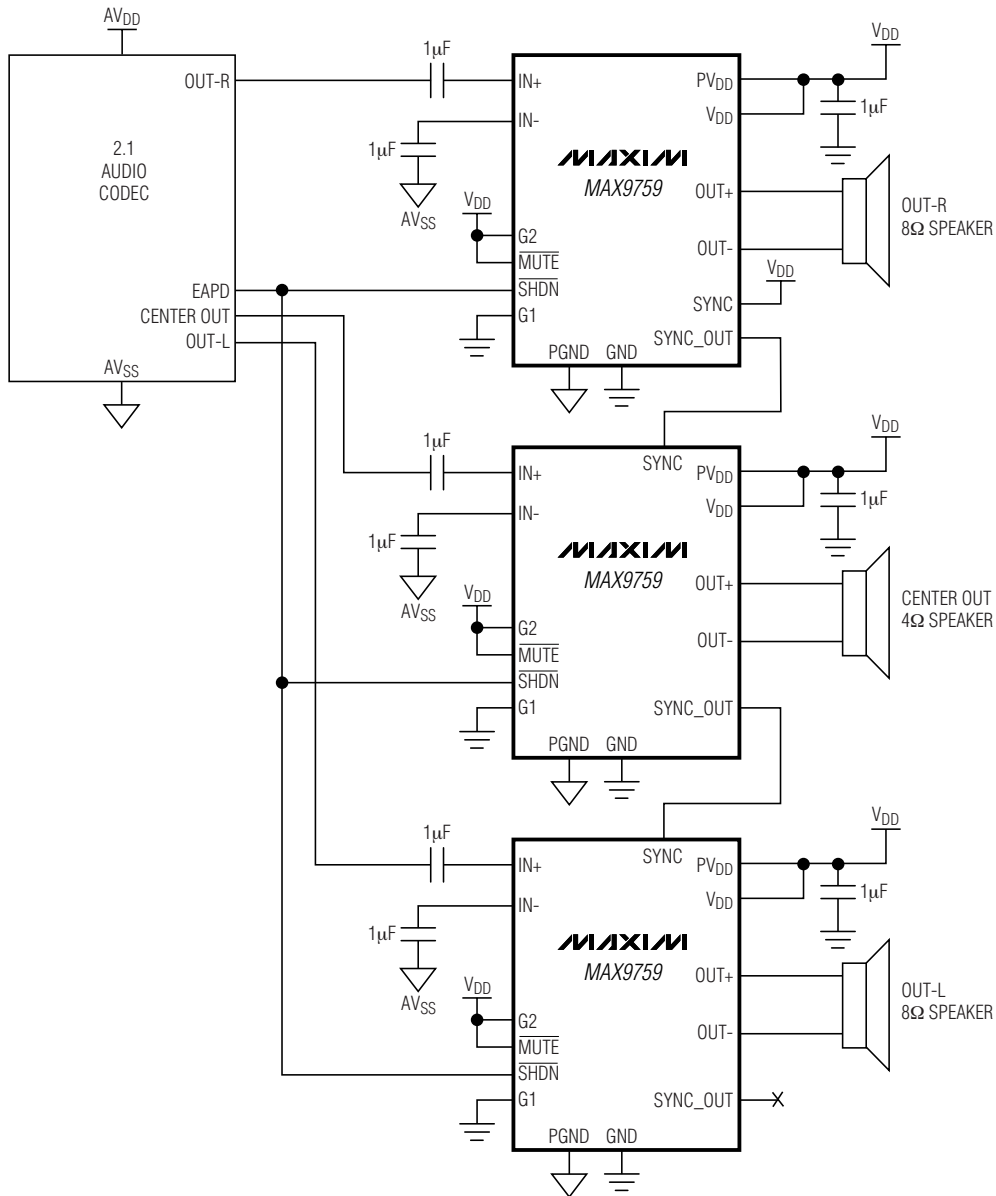 AVDD
2.1
AUDIO
CODEC
OUT-R
EAPD
CENTER OUT
OUT-L
AVSS
1µF
1µF
AVSS
VDD
IN+
IN-
G2
MUTE
SHDN
G1
MAXIM
MAX9759
PGND
GND
PVDD
VDD
OUT+
OUT-
SYNC
SYNC_OUT
VDD
1µF
VDD
OUT-R
8Ω SPEAKER
1µF
1µF
AVSS
VDD
SYNC
IN+
IN-
G2
MUTE
SHDN
G1
MAXIM
MAX9759
PGND
GND
PVDD
VDD
OUT+
OUT-
SYNC_OUT
VDD
1µF
CENTER OUT
4Ω SPEAKER
1µF
1µF
AVSS
VDD
SYNC
IN+
IN-
G2
MUTE
SHDN
G1
MAXIM
MAX9759
PGND
GND
PVDD
VDD
OUT+
OUT-
SYNC_OUT
VDD
1µF
OUT-L
8Ω SPEAKER